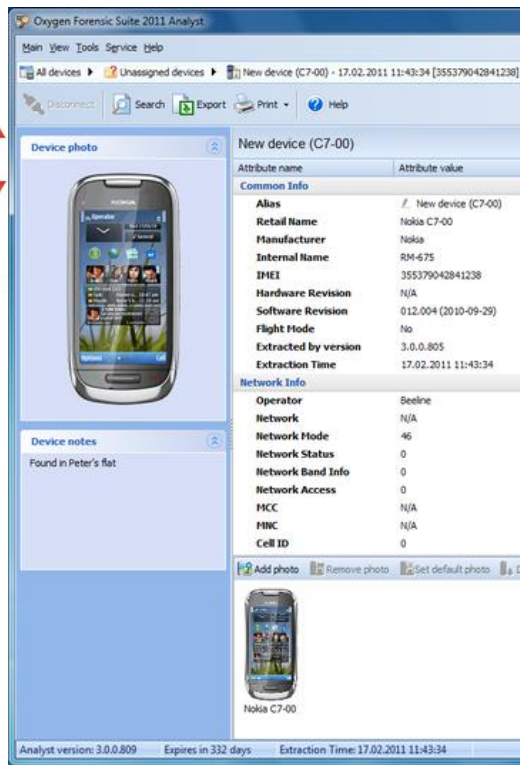 Oxygen Forensic Suite 2011 Analyst
Main View Tools Service Help
All devices Unassigned devices New device (C7-00) - 17.02.2011 11:43:34 [355379042841238]
Disconnect Search Export Print Help
Device photo
NOKIA
Operator
Options Call
Device notes
Found in Peter's flat
New device (C7-00)
Attribute name Attribute value
Common Info
Alias New device (C7-00)
Retail Name Nokia C7-00
Manufacturer Nokia
Internal Name RM-675
IMEI 355379042841238
Hardware Revision N/A
Software Revision 012.004 (2010-09-29)
Flight Mode No
Extracted by version 3.0.0.805
Extraction Time 17.02.2011 11:43:34
Network Info
Operator Beeline
Network N/A
Network Mode 46
Network Status 0
Network Band Info 0
Network Access 0
MCC N/A
MNC N/A
Cell ID 0
Add photo Remove photo Set default photo
Nokia C7-00
Analyst version: 3.0.0.809 Expires in 332 days Extraction Time: 17.02.2011 11:43:34